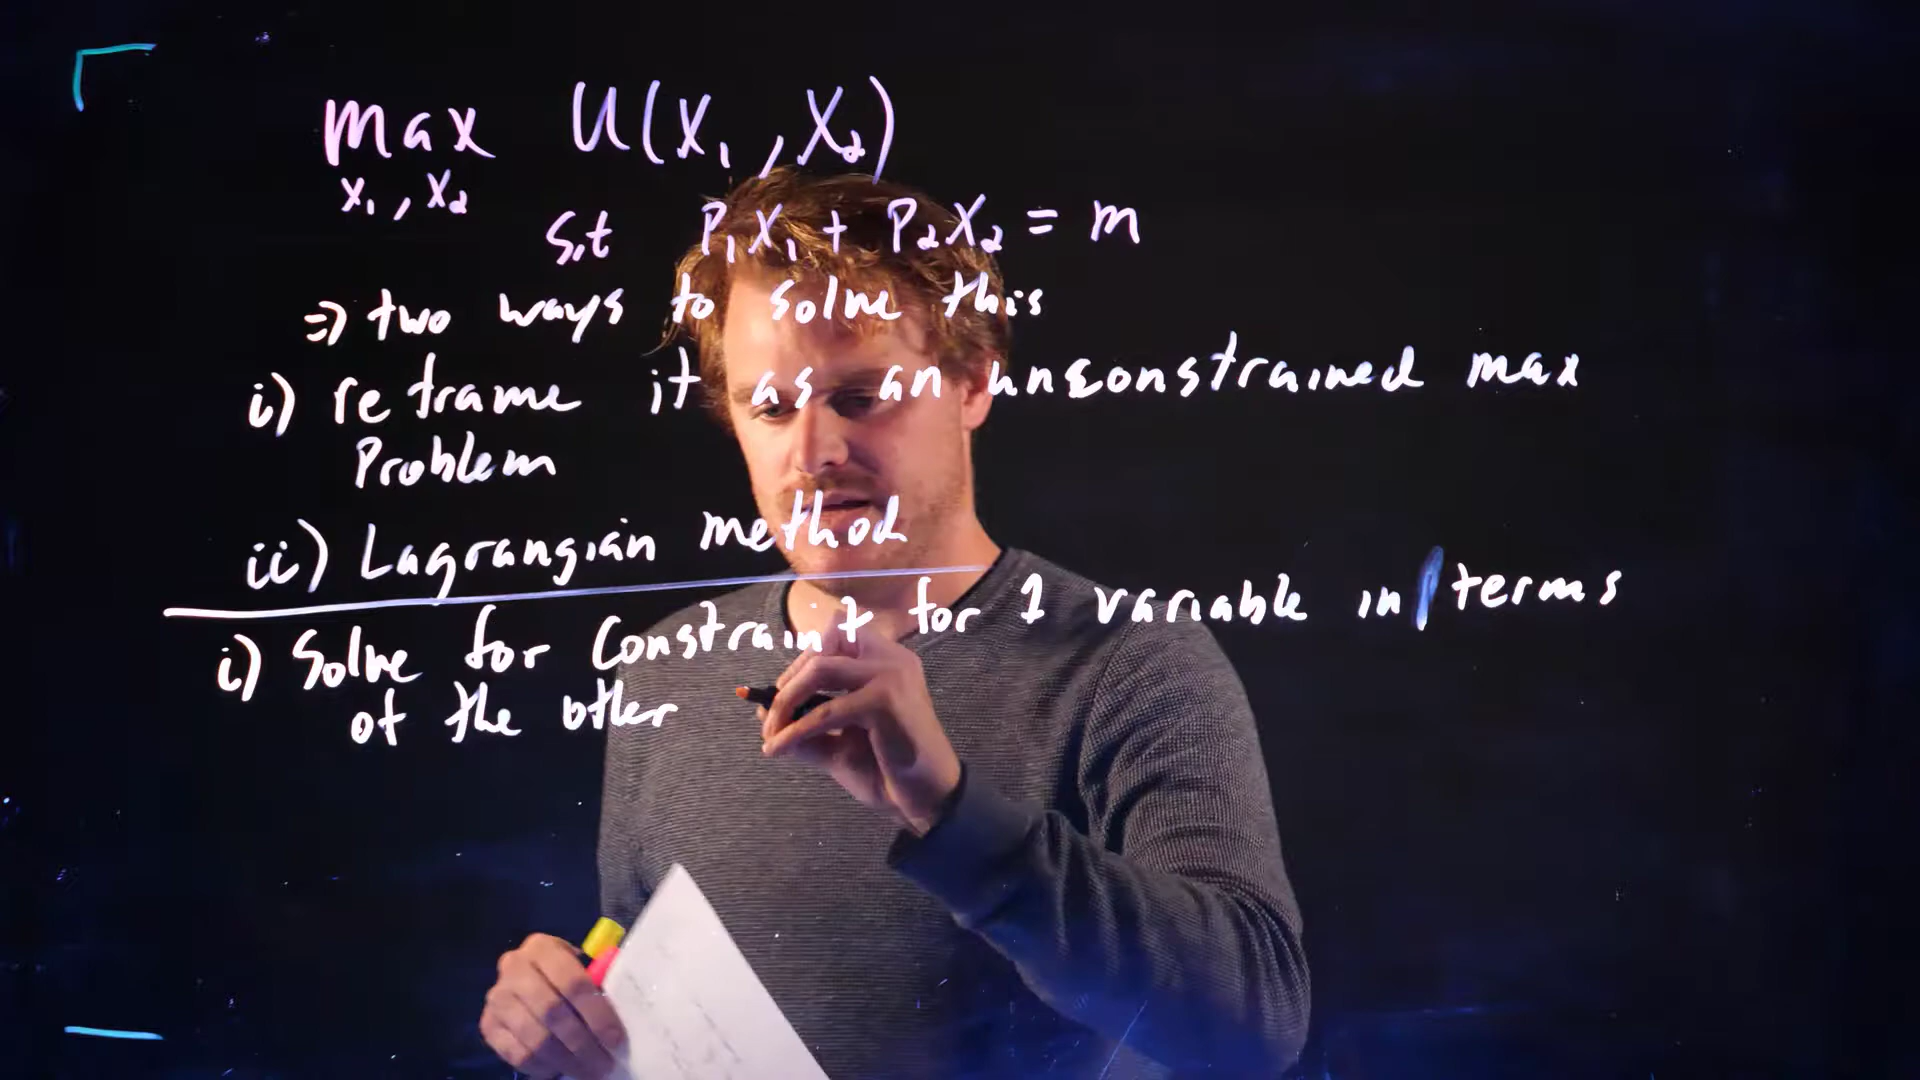 max U(x₁, x₂)
x₁, x₂
s.t P₁x₁ + P₂x₂ = m
⇒ two ways to solve this
i) reframe it as an unconstrained max
Problem
ii) Lagrangian method
i) Solve for Constraint for 1 variable in terms
of the other